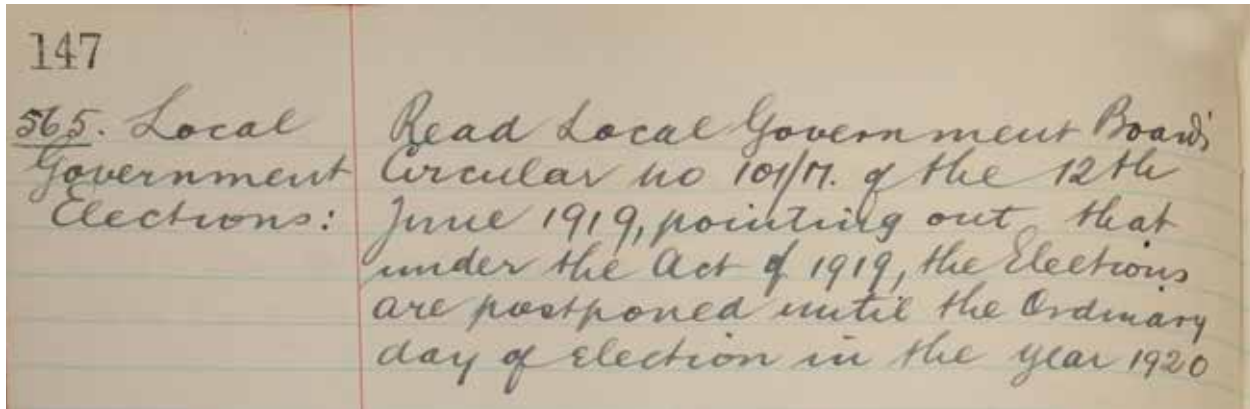 147
565. Local
Government
Elections:
Read Local Government Board's
Circular no 101/M. of the 12th
June 1919, pointing out that
under the Act of 1919, the Elections
are postponed until the Ordinary
day of Election in the year 1920